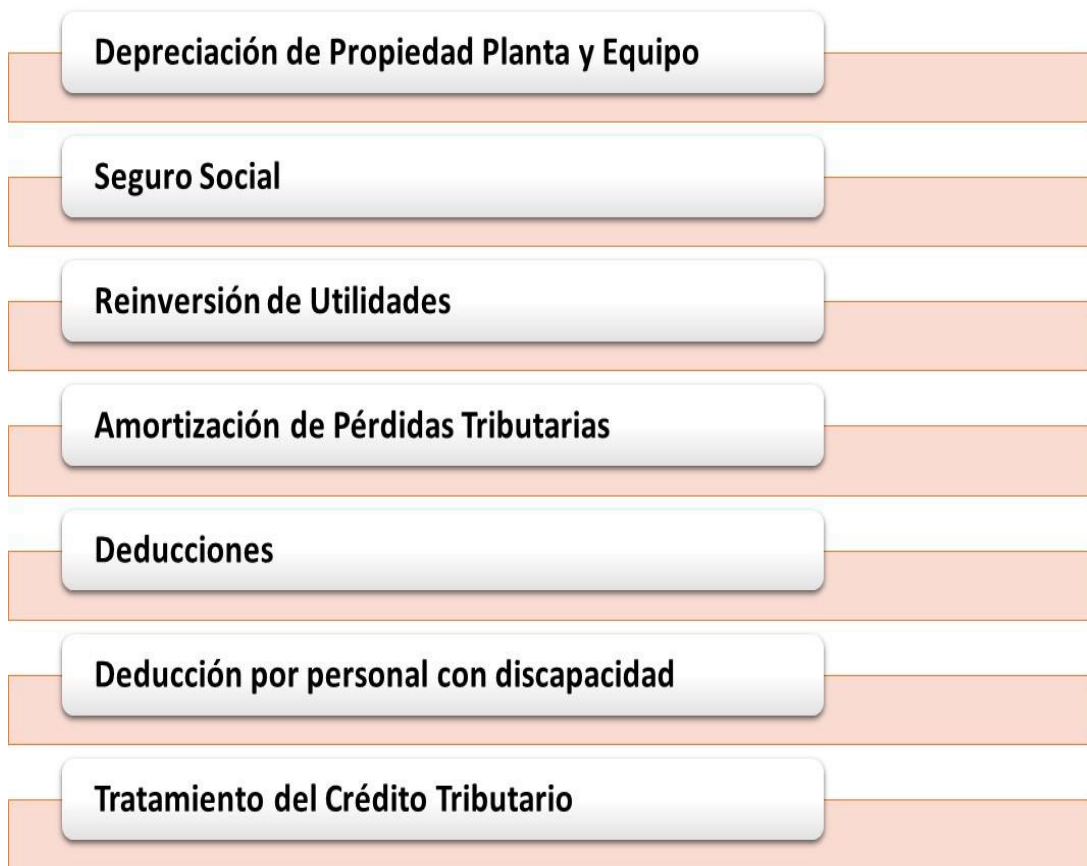 Depreciación de Propiedad Planta y Equipo
Seguro Social
Reinversión de Utilidades
Amortización de Pérdidas Tributarias
Deducciones
Deducción por personal con discapacidad
Tratamiento del Crédito Tributario